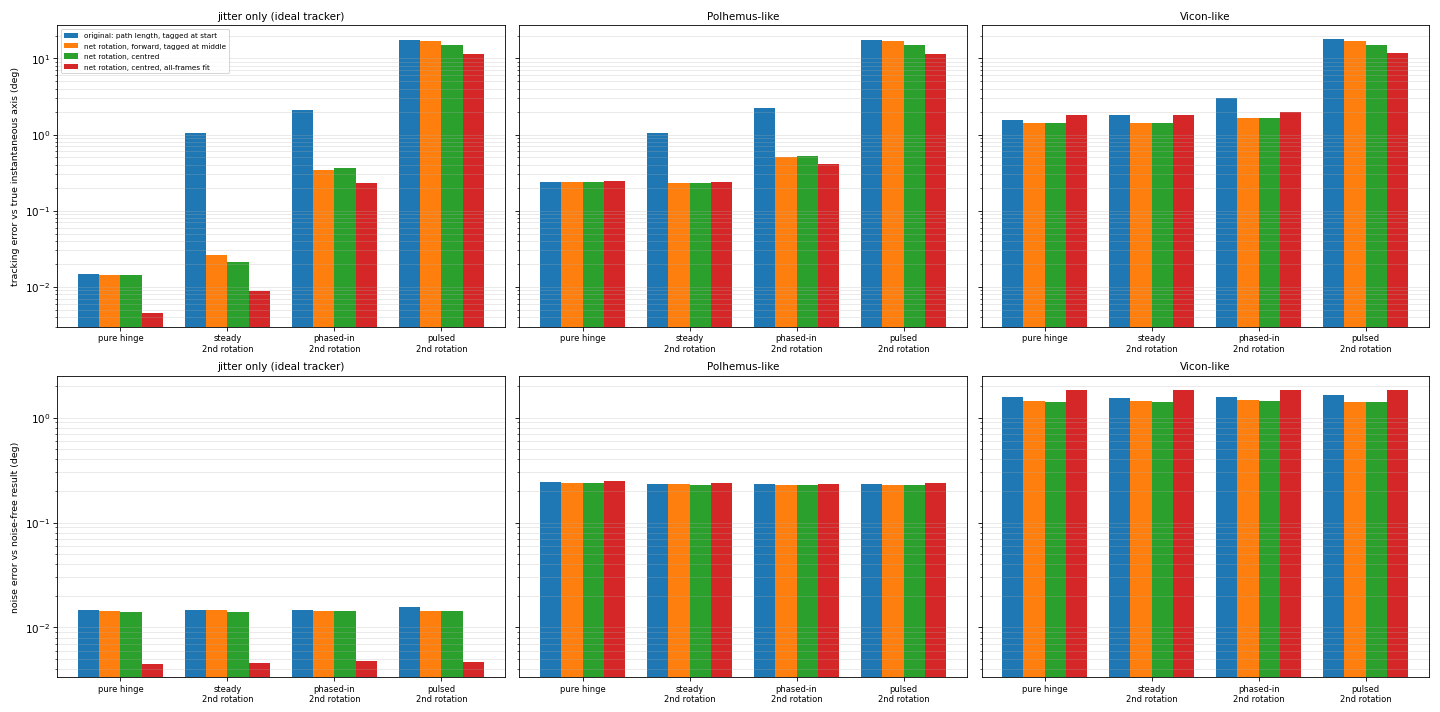 jitter only (ideal tracker)
Polhemus-like
Vicon-like
tracking error vs true instantaneous axis (deg)
10¹
10⁰
10⁻¹
10⁻²
original: path length, tagged at start
net rotation, forward, tagged at middle
net rotation, centred
net rotation, centred, all-frames fit
pure hinge
steady
2nd rotation
phased-in
2nd rotation
pulsed
2nd rotation
pure hinge
steady
2nd rotation
phased-in
2nd rotation
pulsed
2nd rotation
pure hinge
steady
2nd rotation
phased-in
2nd rotation
pulsed
2nd rotation
jitter only (ideal tracker)
Polhemus-like
Vicon-like
noise error vs noise-free result (deg)
10⁰
10⁻¹
10⁻²
pure hinge
steady
2nd rotation
phased-in
2nd rotation
pulsed
2nd rotation
pure hinge
steady
2nd rotation
phased-in
2nd rotation
pulsed
2nd rotation
pure hinge
steady
2nd rotation
phased-in
2nd rotation
pulsed
2nd rotation